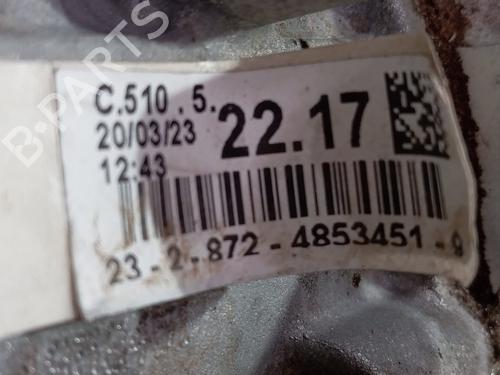 C.510 . 5.
20/03/23
12:43
22.17
23 - 2 - 872 - 4853451 - 9
B-PARTS